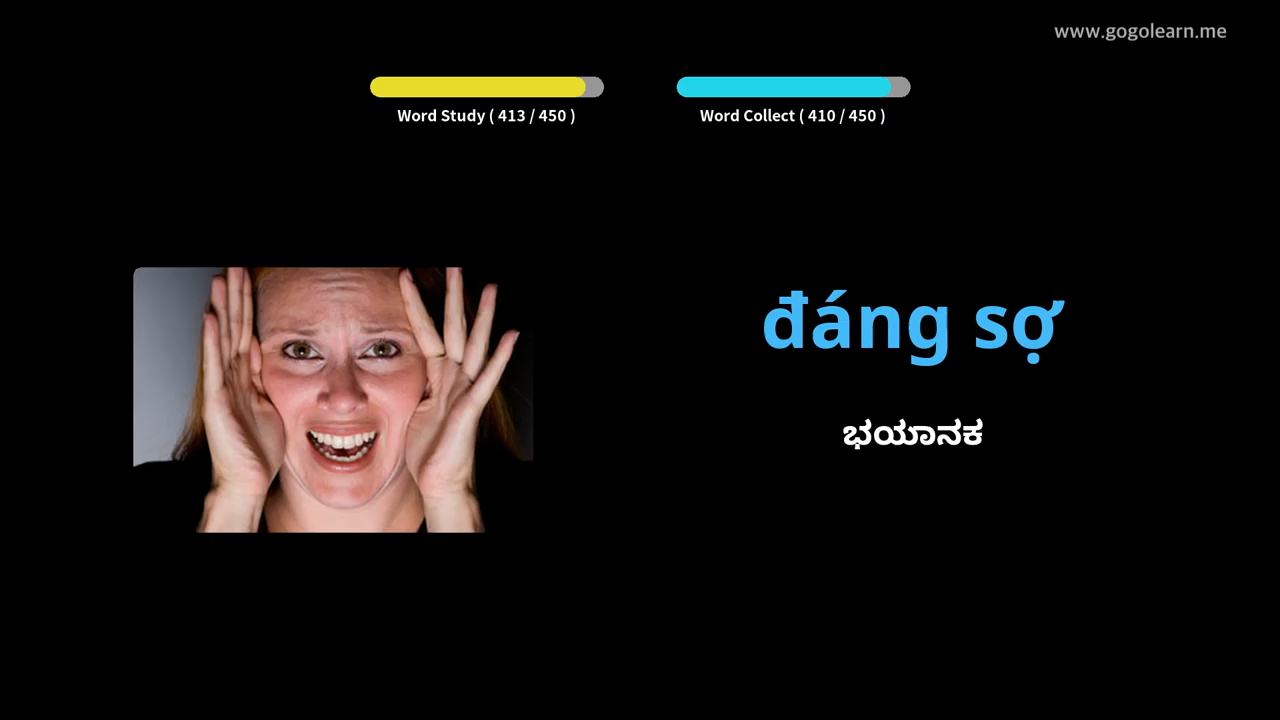 www.gogolearn.me
Word Study ( 413 / 450 )
Word Collect ( 410 / 450 )
đáng sợ
ಭಯಾನಕ